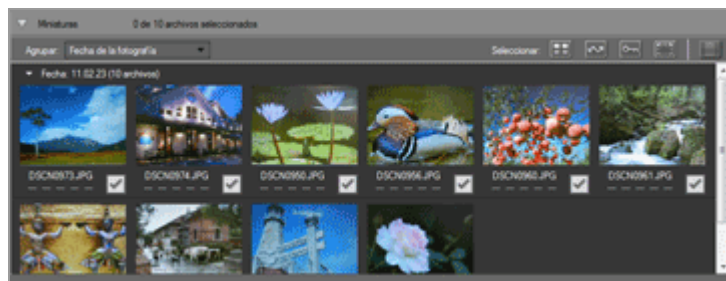 Miniaturas 0 de 10 archivos seleccionados
Agrupar: Fecha de la fotografía Seleccionar:
Fecha: 11.02.23 (10 archivos)
DSCN0973.JPG DSCN0974.JPG DSCN0950.JPG DSCN0956.JPG DSCN0960.JPG DSCN0961.JPG